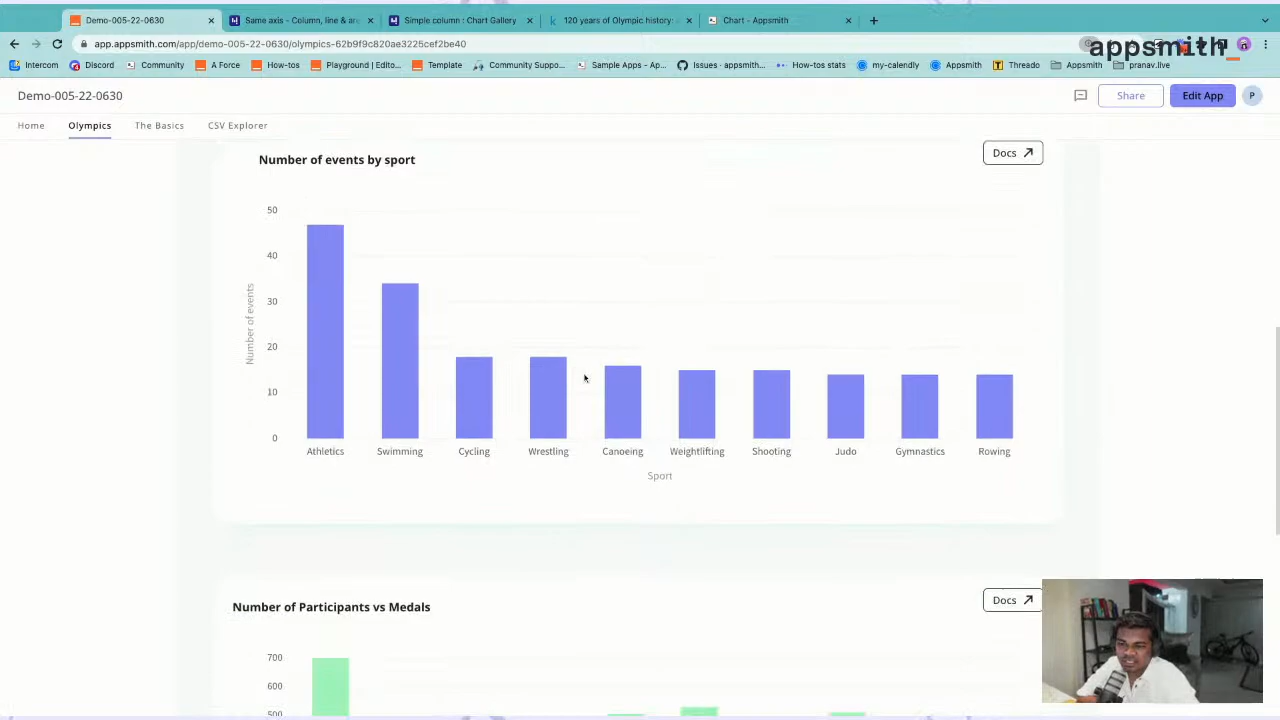 Demo-005-22-0630
Same axis - Column, line & are
Simple column : Chart Gallery
120 years of Olympic history:
Chart - Appsmith
app.appsmith.com/app/demo-005-22-0630/olympics-62b9f9c820ae3225cef2be40
appsmith_
Intercom
Discord
Community
A Force
How-tos
Playground | Edito...
Template
Community Suppo...
Sample Apps - Ap...
Issues · appsmith...
How-tos stats
my-calendly
Appsmith
Threado
Appsmith
pranav.live
Demo-005-22-0630
Share
Edit App
P
Home
Olympics
The Basics
CSV Explorer
Number of events by sport
Docs
50
40
30
20
10
0
Number of events
Athletics
Swimming
Cycling
Wrestling
Canoeing
Weightlifting
Shooting
Judo
Gymnastics
Rowing
Sport
Number of Participants vs Medals
Docs
700
600
500